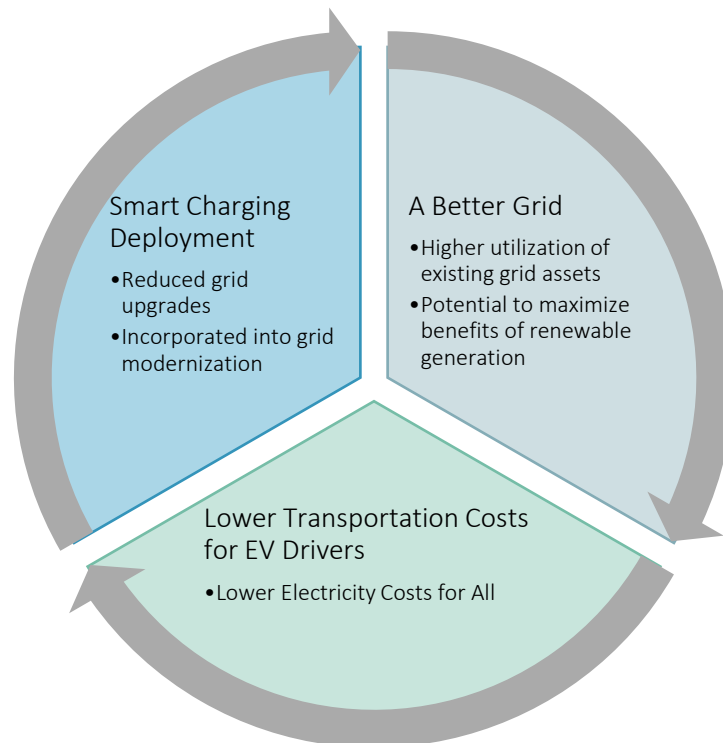 Smart Charging
Deployment
•Reduced grid
upgrades
•Incorporated into grid
modernization
A Better Grid
•Higher utilization of
existing grid assets
•Potential to maximize
benefits of renewable
generation
Lower Transportation Costs
for EV Drivers
•Lower Electricity Costs for All